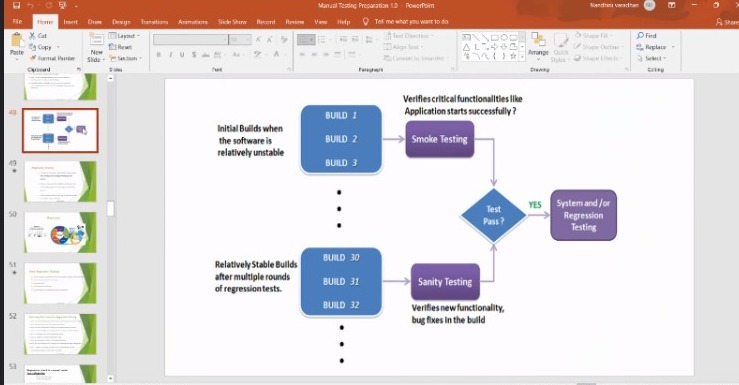 Manual Testing Preparation 1.0 - PowerPoint
Nandhini varadhan
File Home Insert Draw Design Transitions Animations Slide Show Record Review View Help Tell me what you want to do Share
Cut
Copy
Format Painter
Paste
Clipboard
New
Slide
Layout
Reset
Section
Slides
Font
Text Direction
Align Text
Convert to SmartArt
Paragraph
Arrange
Quick
Styles
Shape Fill
Shape Outline
Shape Effects
Drawing
Find
Replace
Select
Editing
48
49
50
51
52
53
Verifies critical functionalities like
Application starts successfully ?
Initial Builds when
the software is
relatively unstable
BUILD 1
BUILD 2
BUILD 3
Smoke Testing
Test
Pass ?
YES
System and /or
Regression
Testing
Relatively Stable Builds
after multiple rounds
of regression tests.
BUILD 30
BUILD 31
BUILD 32
Sanity Testing
Verifies new functionality,
bug fixes in the build